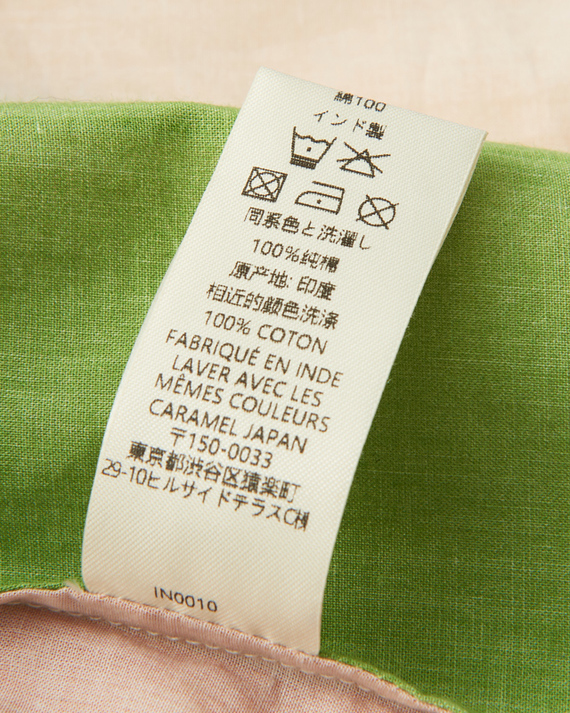 綿100
インド製
同系色と洗濯し
100%纯棉
原产地: 印度
相近的颜色洗涤
100% COTON
FABRIQUÉ EN INDE
LAVER AVEC LES
MÊMES COULEURS
CARAMEL JAPAN
〒150-0033
東京都渋谷区猿楽町
29-10ヒルサイドテラスC棟
IN0010